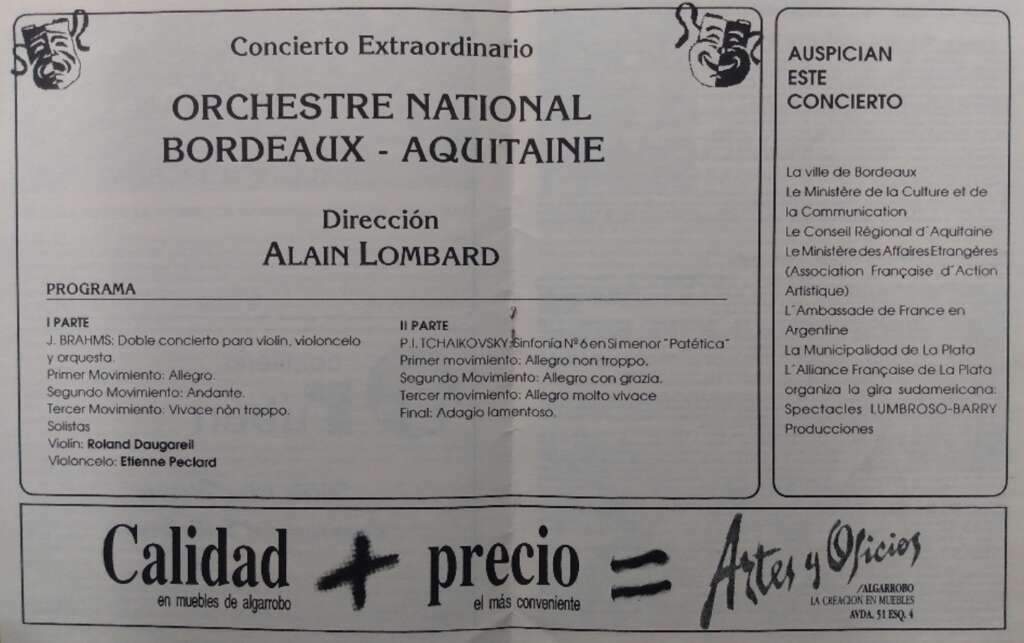 Concierto Extraordinario
ORCHESTRE NATIONAL
BORDEAUX - AQUITAINE
Dirección
ALAIN LOMBARD
PROGRAMA
I PARTE
J. BRAHMS: Doble concierto para violín, violoncelo
y orquesta.
Primer Movimiento: Allegro.
Segundo Movimiento: Andante.
Tercer Movimiento: Vivace nòn troppo.
Solistas
Violín: Roland Daugareil
Violoncelo: Etienne Peclard
II PARTE
P.I. TCHAIKOVSKY: Sinfonía Nº 6 en Si menor "Patética"
Primer movimiento: Allegro non troppo.
Segundo Movimiento: Allegro con grazia.
Tercer movimiento: Allegro molto vivace
Final: Adagio lamentoso.
AUSPICIAN
ESTE
CONCIERTO
La ville de Bordeaux
Le Ministère de la Culture et de
la Communication
Le Conseil Régional d´Aquitaine
Le Ministère des Affaires Etrangères
(Association Française d´Action
Artistique)
L´Ambassade de France en
Argentine
La Municipalidad de La Plata
L´Alliance Française de La Plata
organiza la gira sudamericana:
Spectacles LUMBROSO-BARRY
Producciones
Calidad + precio = Artes y Oficios
en muebles de algarrobo
el más conveniente
/ALGARROBO
LA CREACION EN MUEBLES
AVDA. 51 ESQ. 4